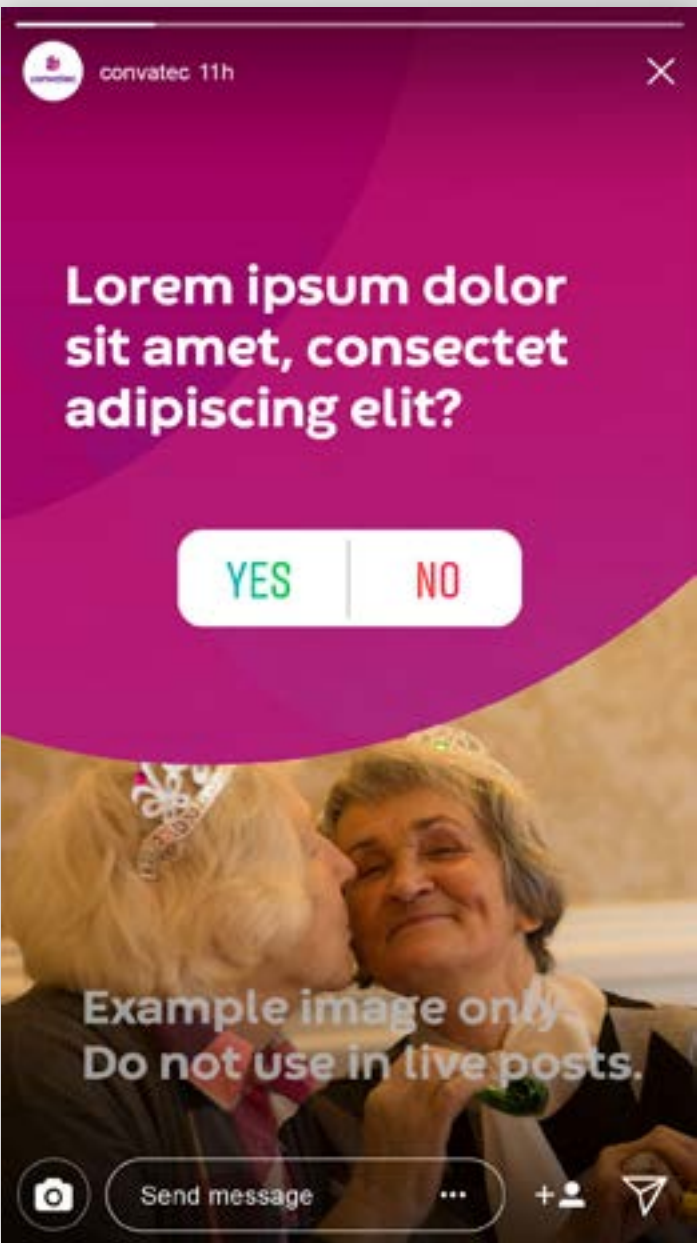 convatec
convatec 11h
Lorem ipsum dolor
sit amet, consectet
adipiscing elit?
YES NO
Example image only.
Do not use in live posts.
Send message